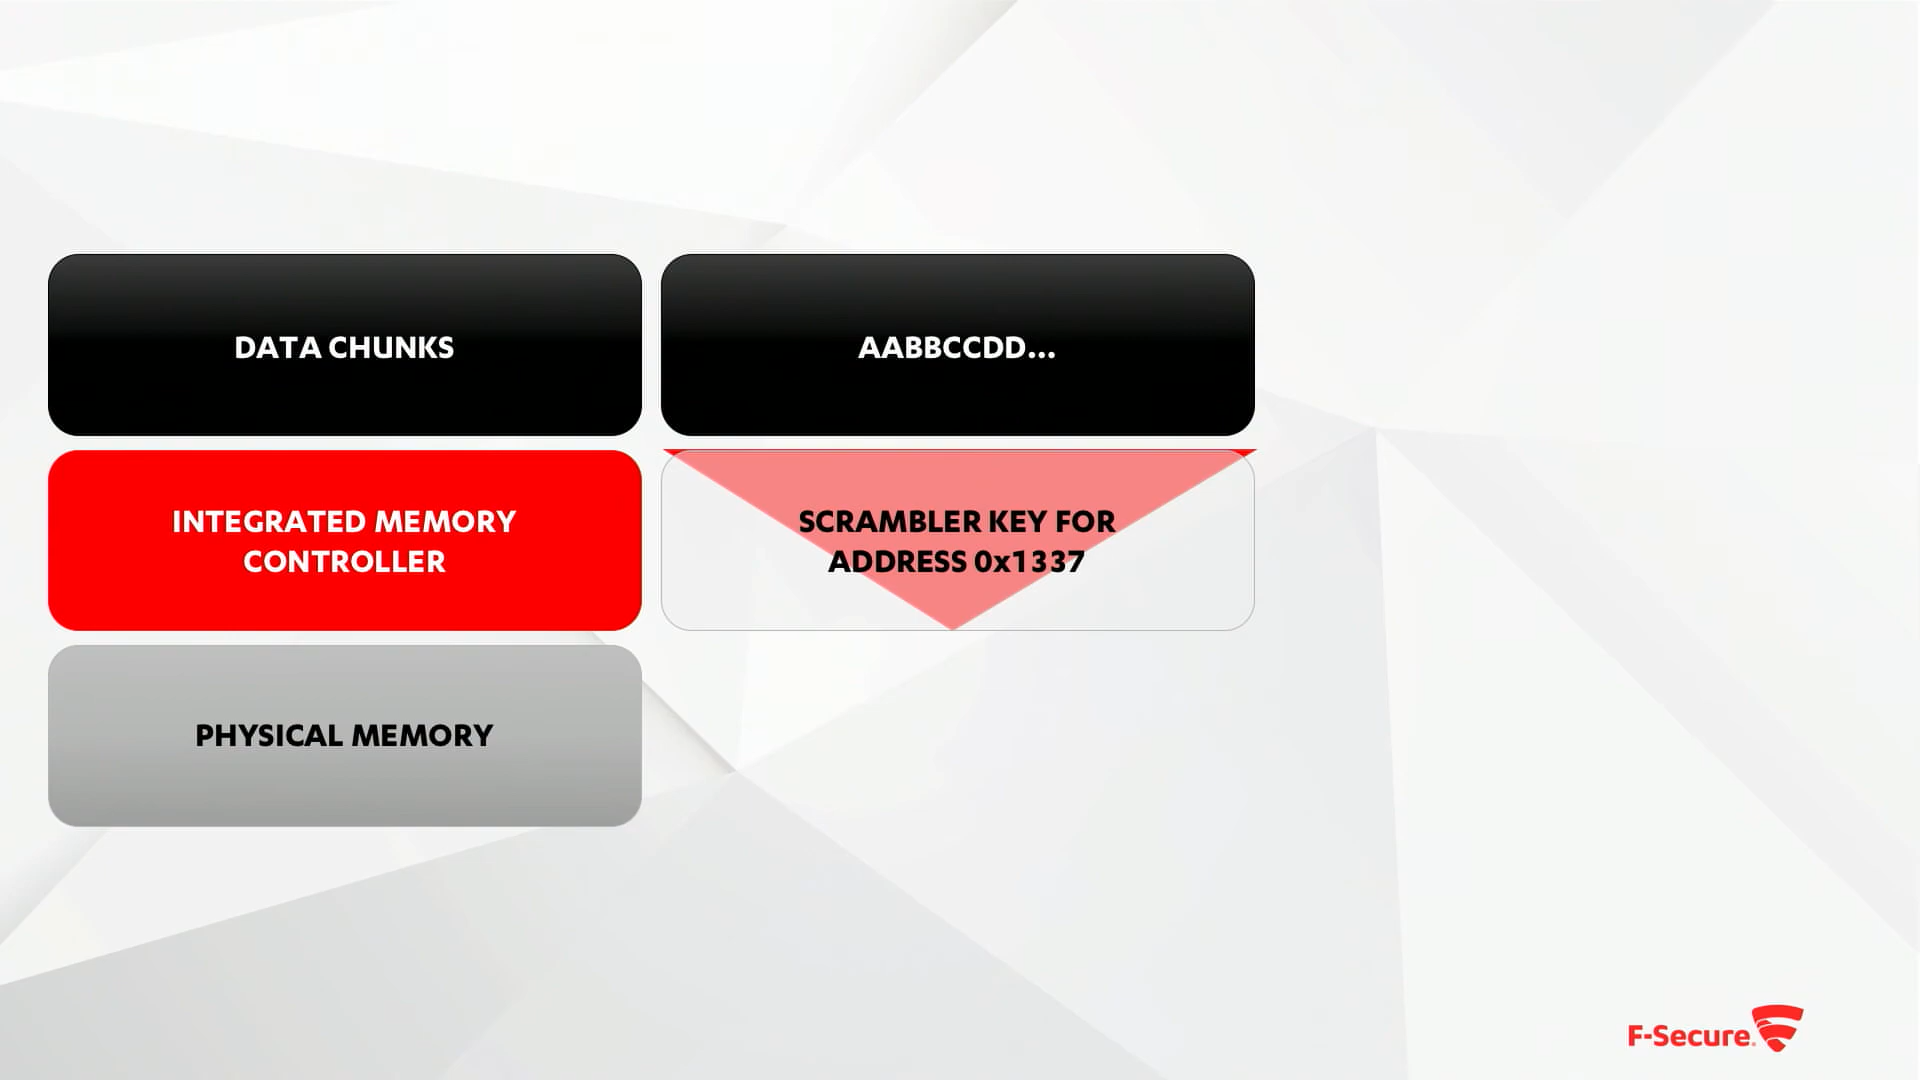 DATA CHUNKS
AABBCCDD...
INTEGRATED MEMORY
CONTROLLER
SCRAMBLER KEY FOR
ADDRESS 0x1337
PHYSICAL MEMORY
F-Secure.